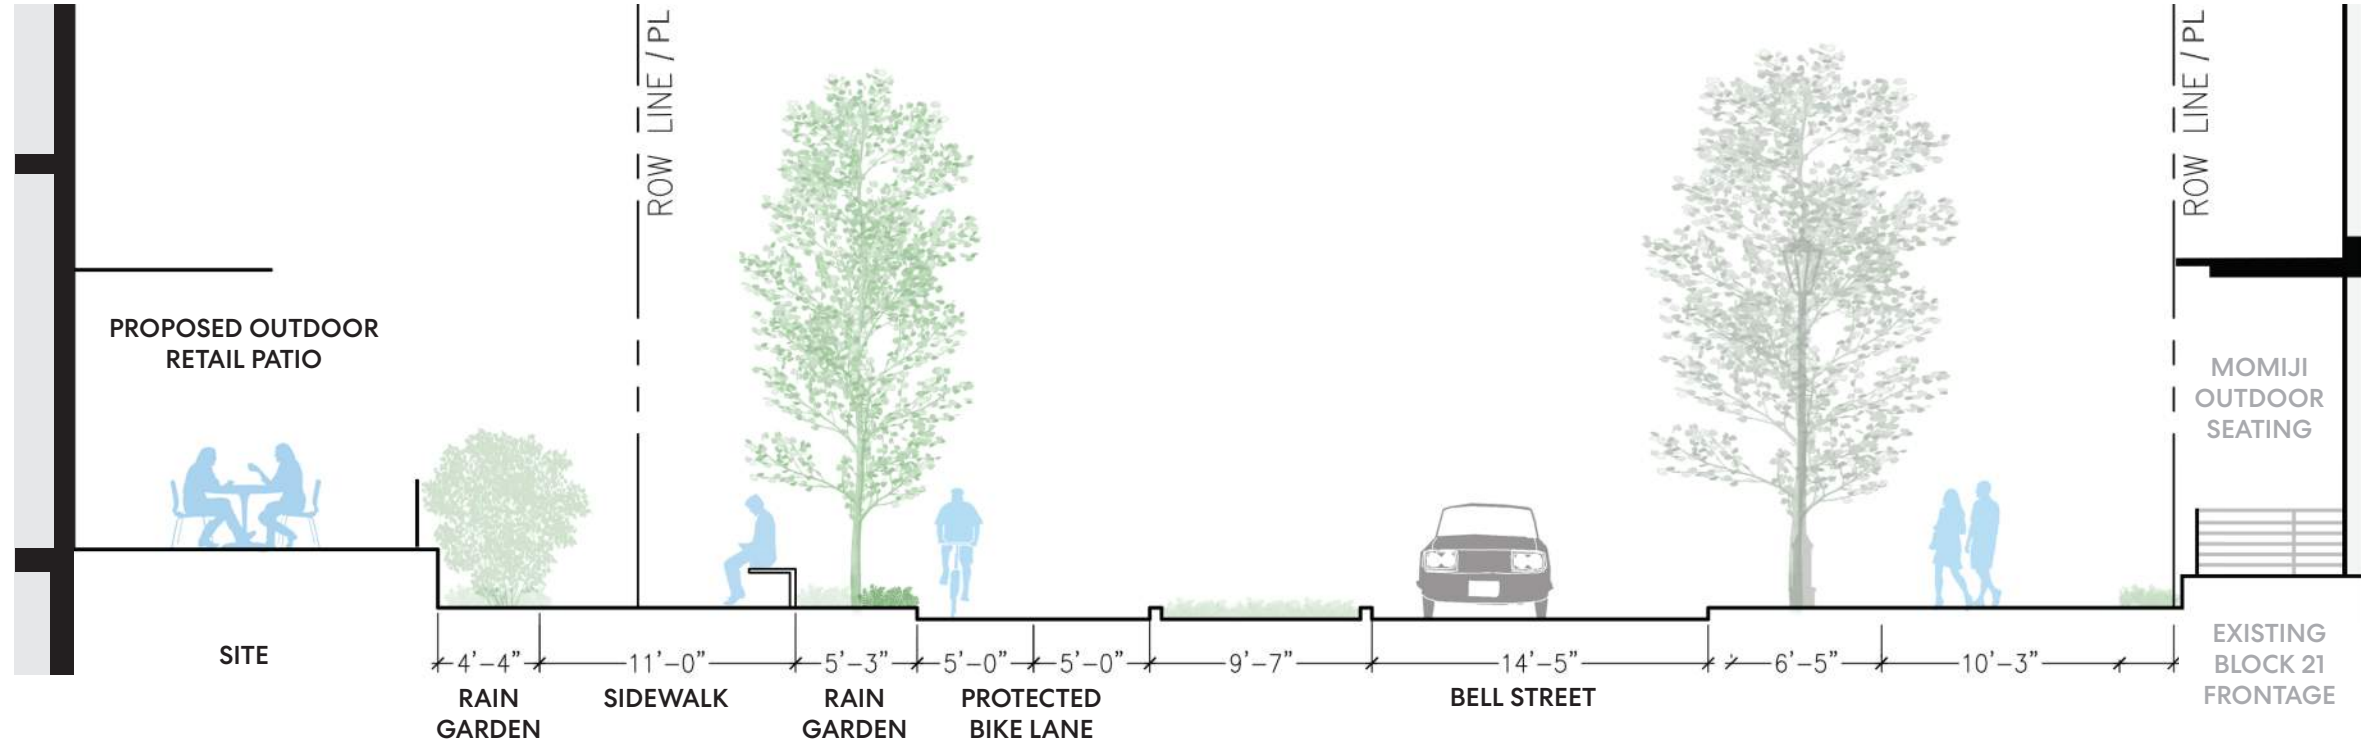 ROW LINE / PL
ROW LINE / PL
PROPOSED OUTDOOR
RETAIL PATIO
MOMIJI
OUTDOOR
SEATING
SITE
4'-4"
11'-0"
5'-3"
5'-0"
5'-0"
9'-7"
14'-5"
6'-5"
10'-3"
RAIN
GARDEN
SIDEWALK
RAIN
GARDEN
PROTECTED
BIKE LANE
BELL STREET
EXISTING
BLOCK 21
FRONTAGE